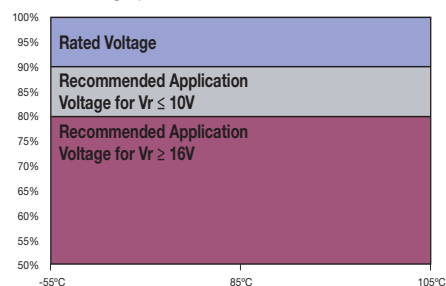 100%
95%
Rated Voltage
90%
Recommended Application
85%
Voltage for Vr ≤ 10V
80%
Recommended Application
75%
Voltage for Vr ≥ 16V
70%
65%
60%
55%
50%
-55ºC
85ºC
105ºC